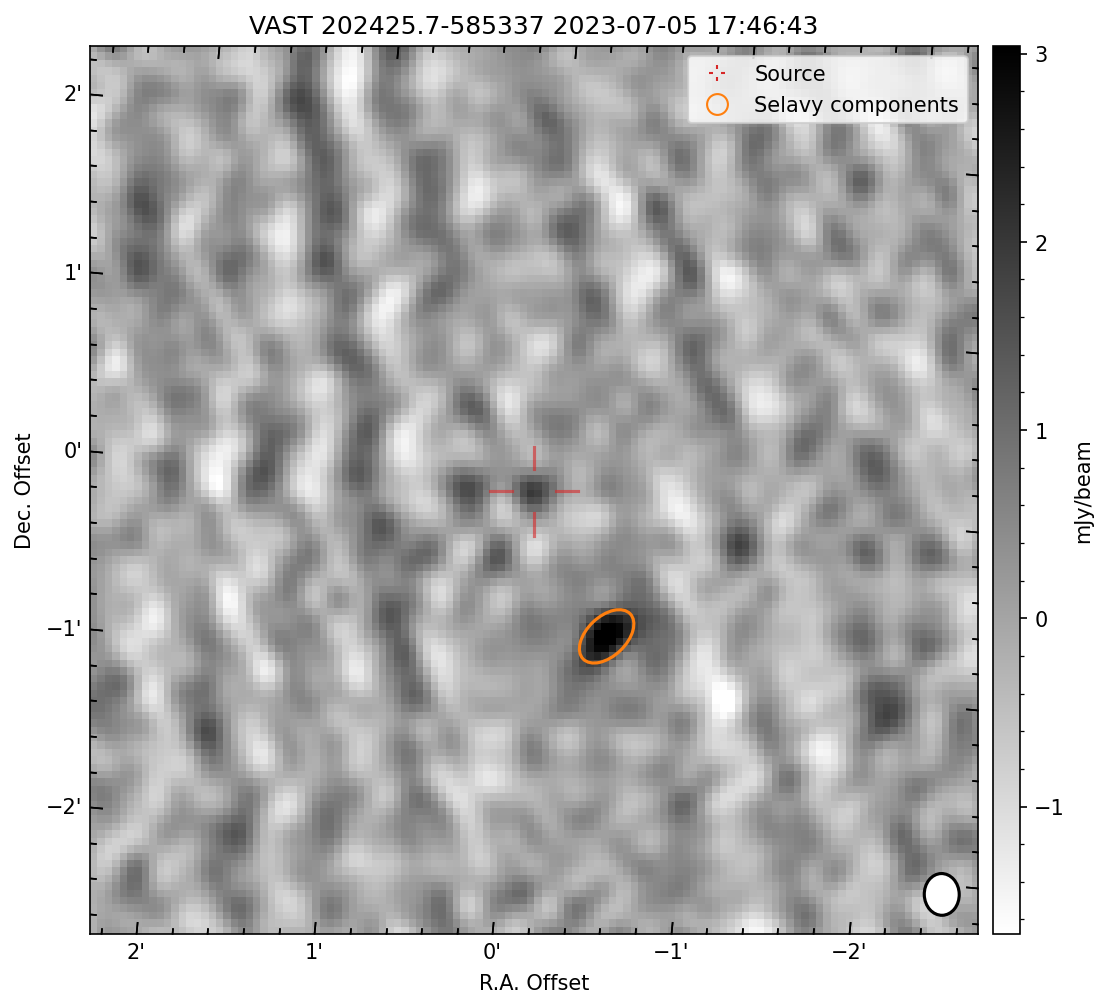 VAST 202425.7-585337 2023-07-05 17:46:43
Source
Selavy components
2'
1'
0'
−1'
−2'
Dec. Offset
2'
1'
0'
−1'
−2'
R.A. Offset
3
2
1
0
−1
mJy/beam